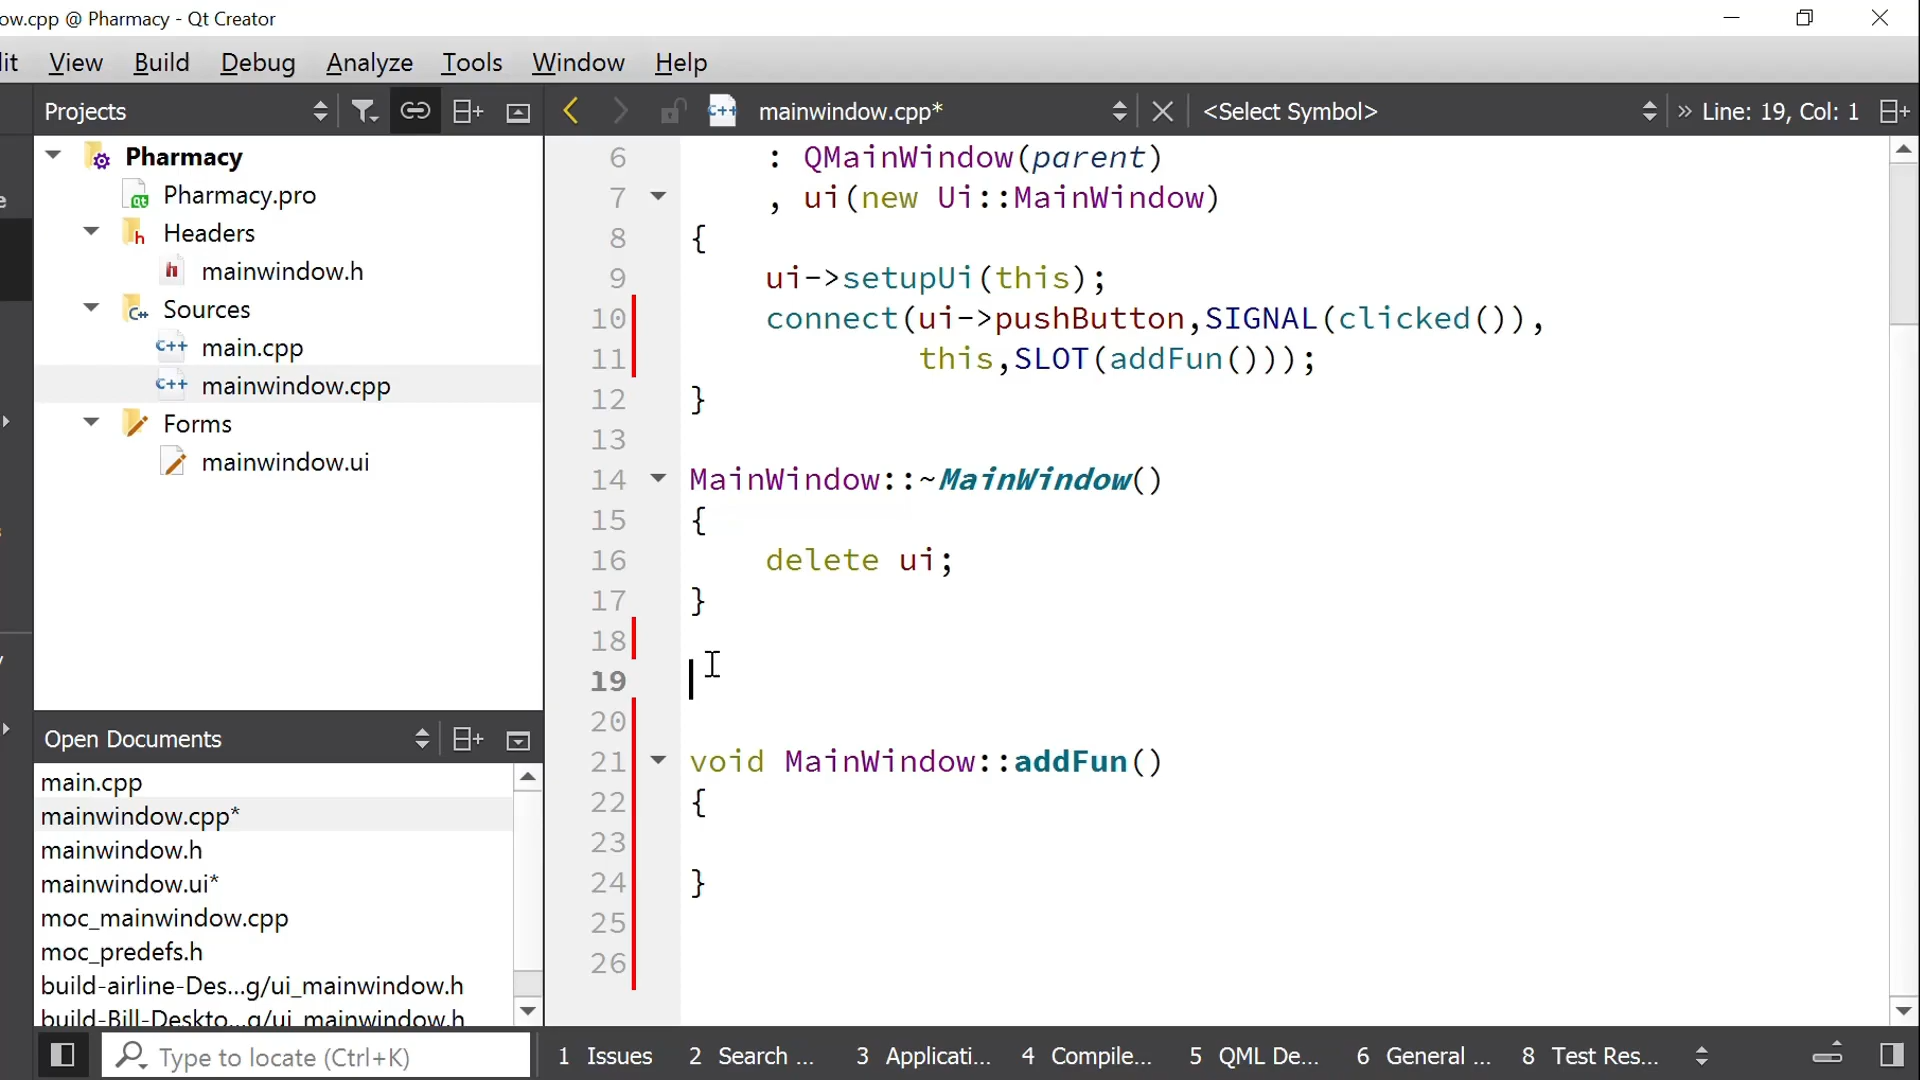 ow.cpp @ Pharmacy - Qt Creator
it View Build Debug Analyze Tools Window Help
Projects
mainwindow.cpp* <Select Symbol> » Line: 19, Col: 1
Pharmacy
Pharmacy.pro
Headers
mainwindow.h
Sources
main.cpp
mainwindow.cpp
Forms
mainwindow.ui
6 : QMainWindow(parent)
7 , ui(new Ui::MainWindow)
8 {
9 ui->setupUi(this);
10 connect(ui->pushButton,SIGNAL(clicked()),
11 this,SLOT(addFun()));
12 }
13
14 MainWindow::~MainWindow()
15 {
16 delete ui;
17 }
18
19
20
21 void MainWindow::addFun()
22 {
23
24 }
25
26
Open Documents
main.cpp
mainwindow.cpp*
mainwindow.h
mainwindow.ui*
moc_mainwindow.cpp
moc_predefs.h
build-airline-Des...g/ui_mainwindow.h
build-Bill-Deskto...g/ui_mainwindow.h
Type to locate (Ctrl+K) 1 Issues 2 Search ... 3 Applicati... 4 Compile... 5 QML De... 6 General ... 8 Test Res...